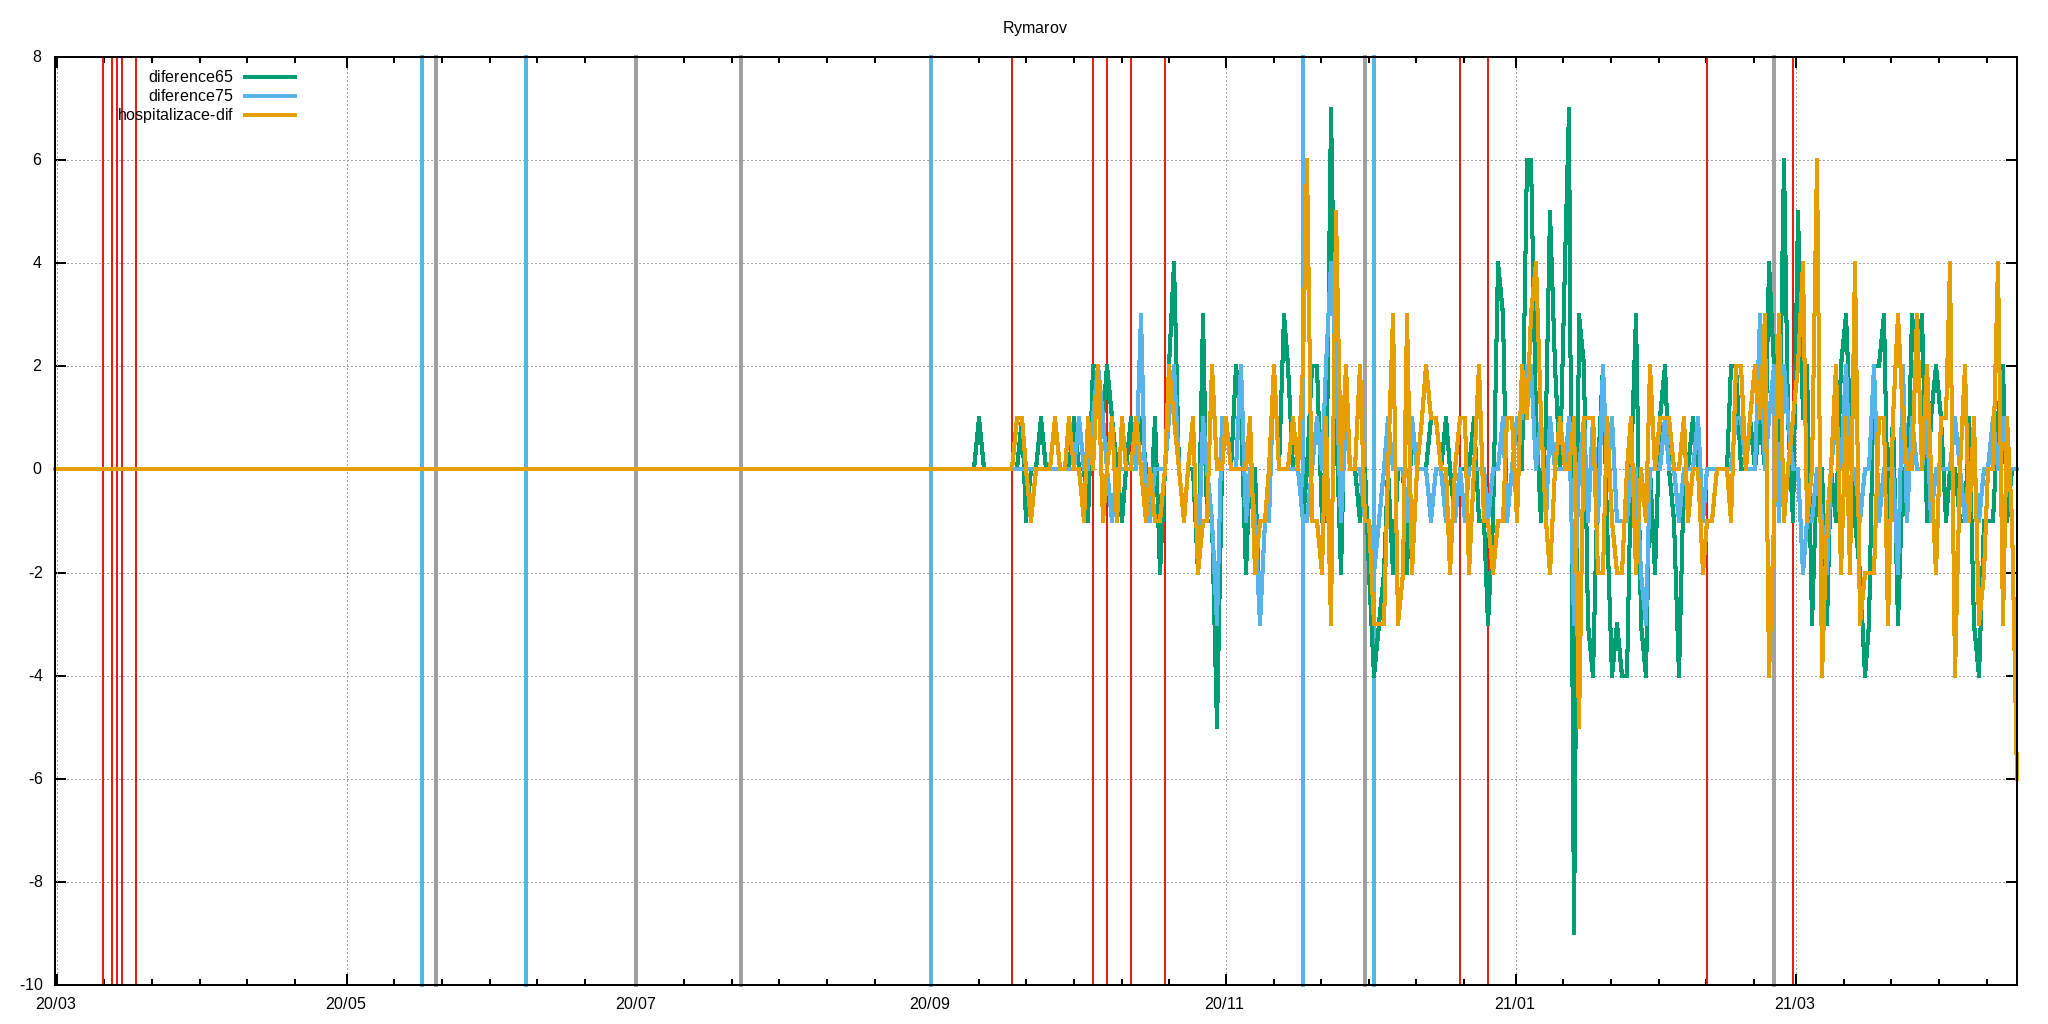 Rymarov
8
diference65
diference75
hospitalizace-dif
6
4
2
0
-2
-4
-6
-8
-10
20/03 20/05 20/07 20/09 20/11 21/01 21/03